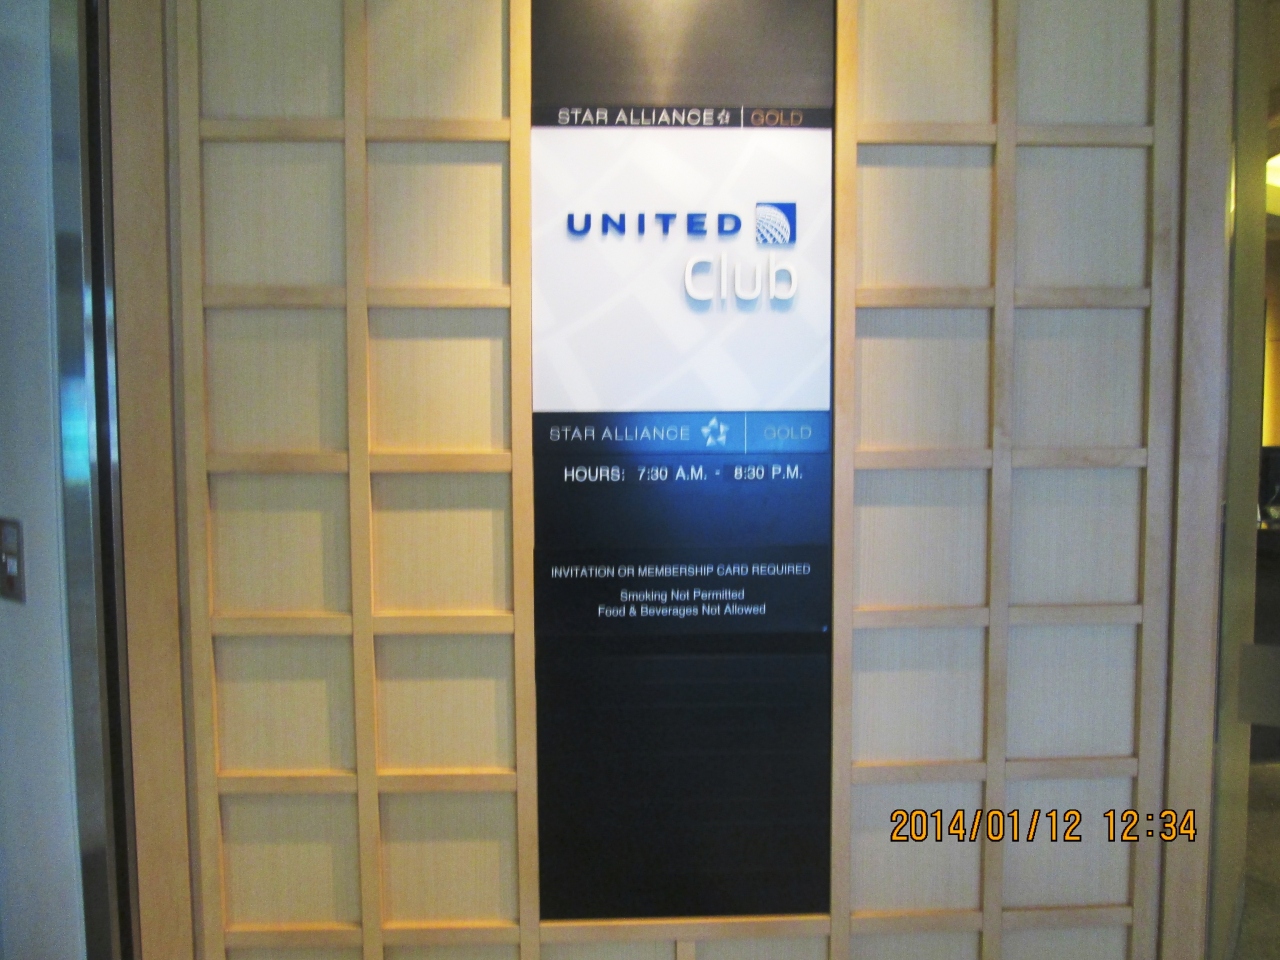 STAR ALLIANCE GOLD
UNITED
Club
STAR ALLIANCE GOLD
HOURS: 7:30 A.M. - 8:30 P.M.
INVITATION OR MEMBERSHIP CARD REQUIRED
Smoking Not Permitted
Food & Beverages Not Allowed
2014/01/12 12:34